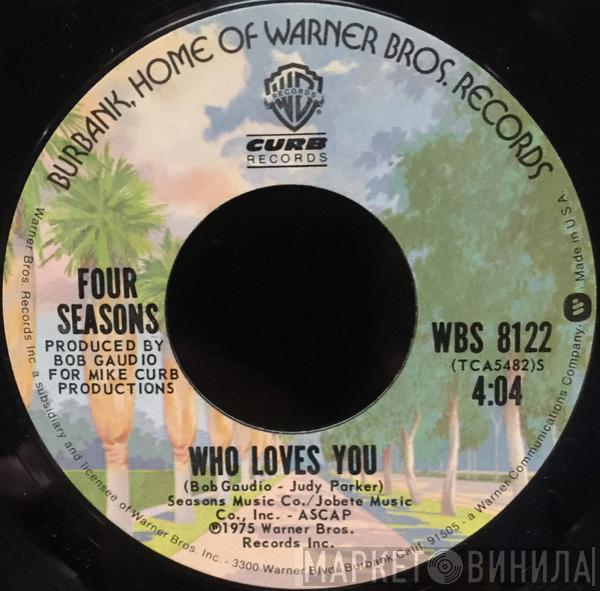 BURBANK, HOME OF WARNER BROS. RECORDS
WB
RECORDS
CURB
RECORDS
FOUR
SEASONS
PRODUCED BY
BOB GAUDIO
FOR MIKE CURB
PRODUCTIONS
WBS 8122
(TCA5482)S
4:04
WHO LOVES YOU
(Bob Gaudio - Judy Parker)
Seasons Music Co./Jobete Music
Co., Inc. - ASCAP
℗1975 Warner Bros.
Records Inc.
Warner Bros. Records Inc., a subsidiary and licensee of Warner Bros. Inc. - 3300 Warner Blvd., Burbank, Calif. 91505 - a Warner Communications Company. Made in U.S.A.
МАРКЕТ ВИНИЛА